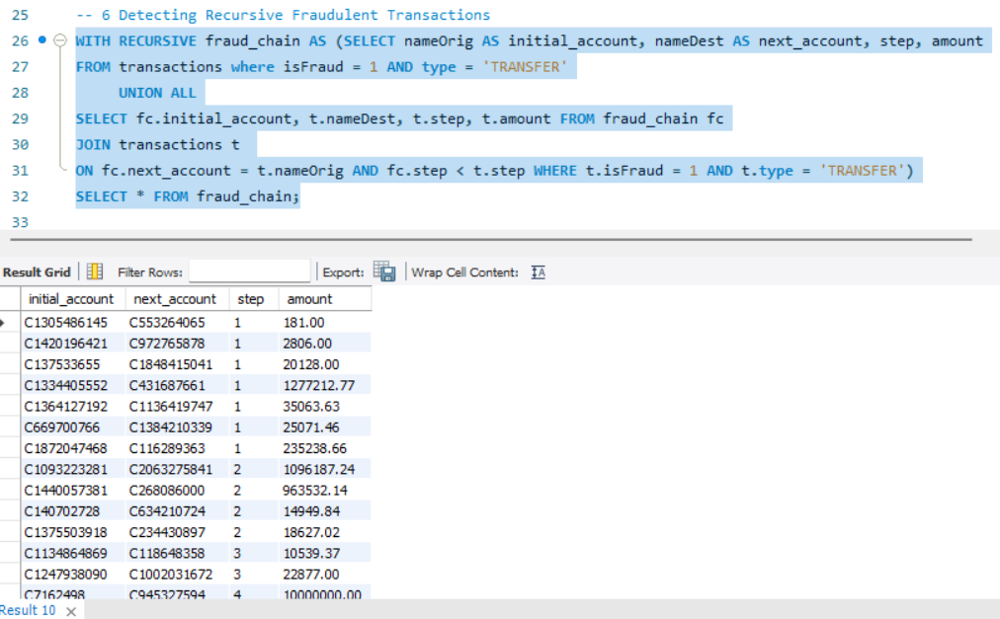 25 -- 6 Detecting Recursive Fraudulent Transactions
26 WITH RECURSIVE fraud_chain AS (SELECT nameOrig AS initial_account, nameDest AS next_account, step, amount
27 FROM transactions where isFraud = 1 AND type = 'TRANSFER'
28 UNION ALL
29 SELECT fc.initial_account, t.nameDest, t.step, t.amount FROM fraud_chain fc
30 JOIN transactions t
31 ON fc.next_account = t.nameOrig AND fc.step < t.step WHERE t.isFraud = 1 AND t.type = 'TRANSFER')
32 SELECT * FROM fraud_chain;
33
Result Grid Filter Rows: Export: Wrap Cell Content: IA
initial_account next_account step amount
C1305486145 C553264065 1 181.00
C1420196421 C972765878 1 2806.00
C137533655 C1848415041 1 20128.00
C1334405552 C431687661 1 1277212.77
C1364127192 C1136419747 1 35063.63
C669700766 C1384210339 1 25071.46
C1872047468 C116289363 1 235238.66
C1093223281 C2063275841 2 1096187.24
C1440057381 C268086000 2 963532.14
C140702728 C634210724 2 14949.84
C1375503918 C234430897 2 18627.02
C1134864869 C118648358 3 10539.37
C1247938090 C1002031672 3 22877.00
C7162498 C945327594 4 10000000.00
Result 10